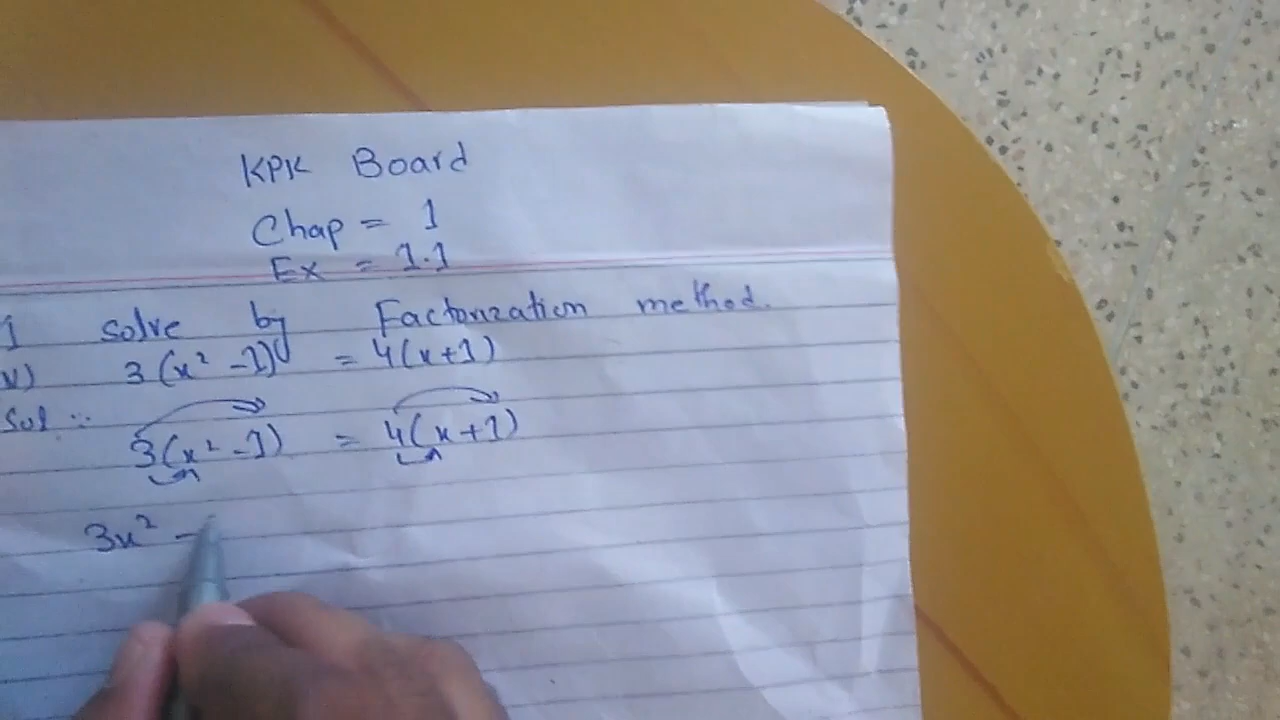 KPK Board
Chap = 1
Ex = 1.1
1 solve by Factorization method.
v) 3(x² - 1) = 4(x+1)
Sol :-
3(x² - 1) = 4(x+1)
3x² -